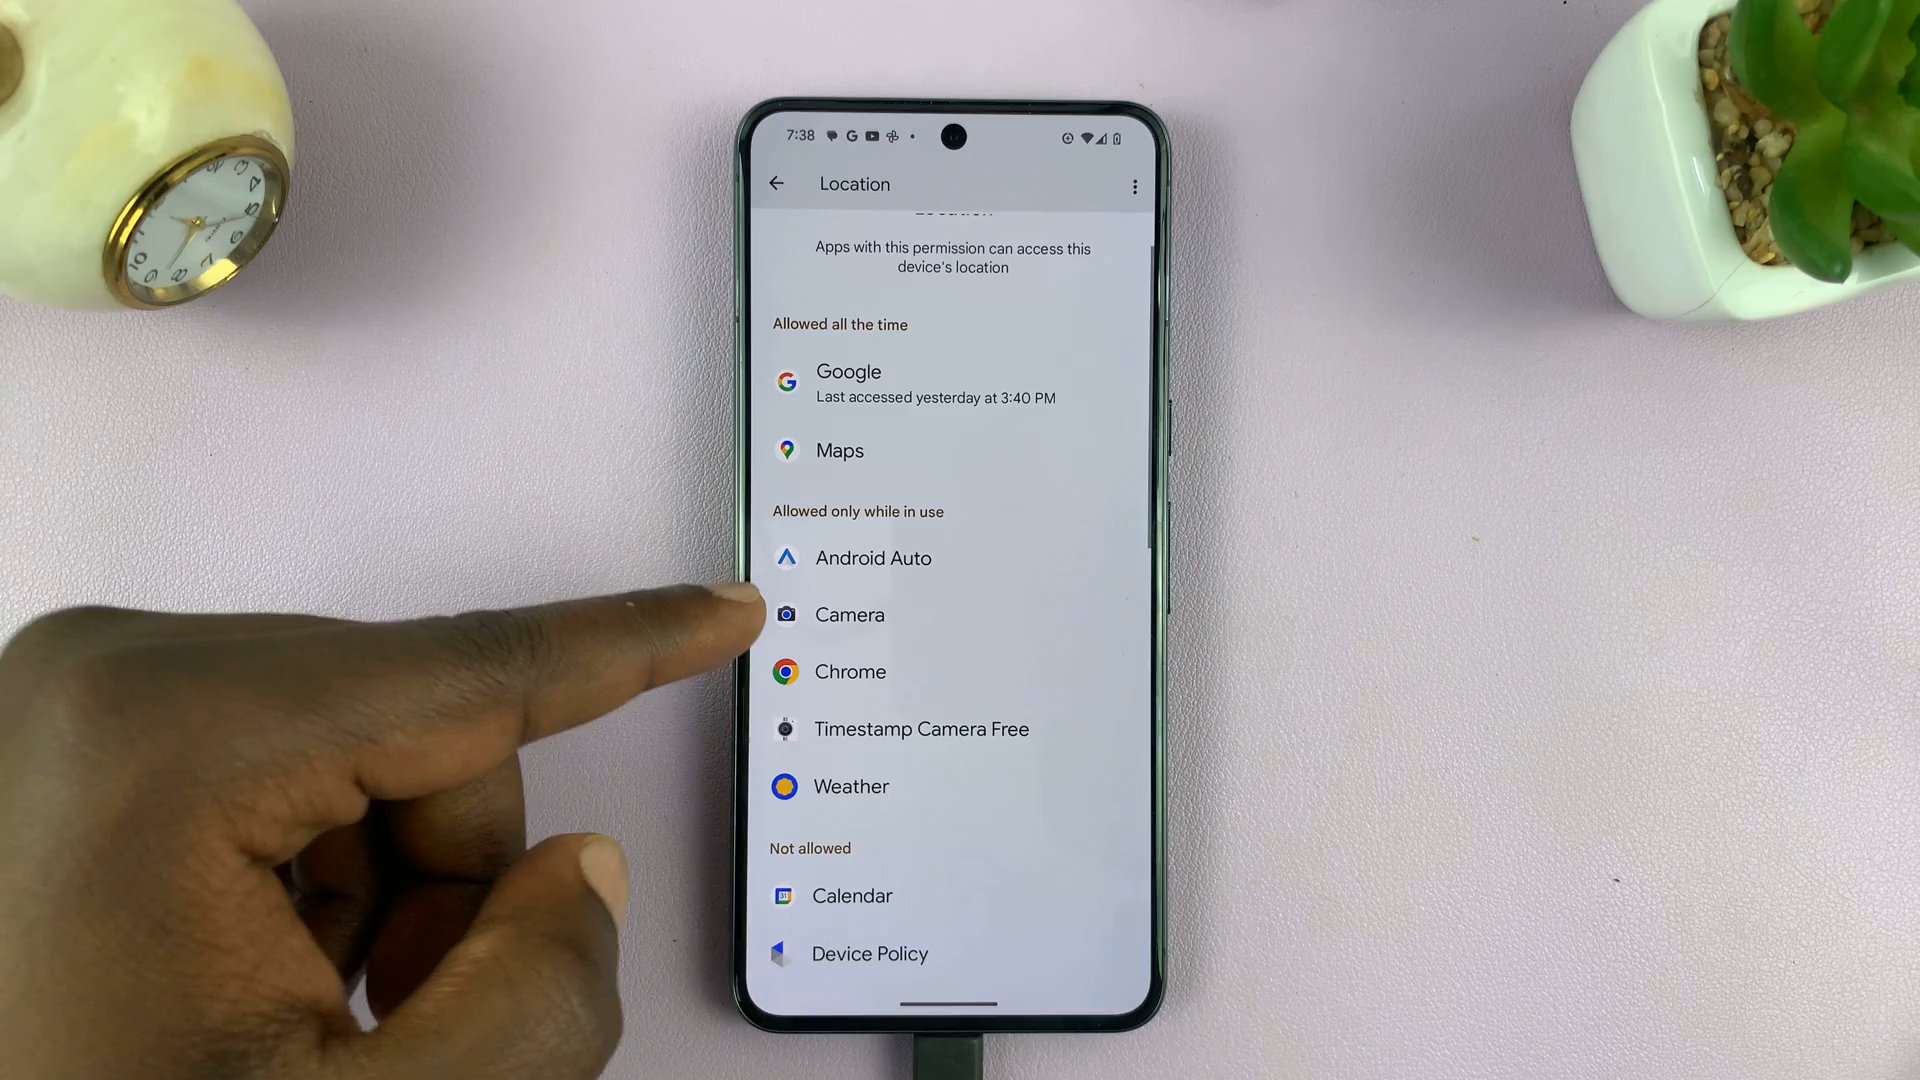 7:38
Location
Apps with this permission can access this
device's location
Allowed all the time
Google
Last accessed yesterday at 3:40 PM
Maps
Allowed only while in use
Android Auto
Camera
Chrome
Timestamp Camera Free
Weather
Not allowed
Calendar
Device Policy